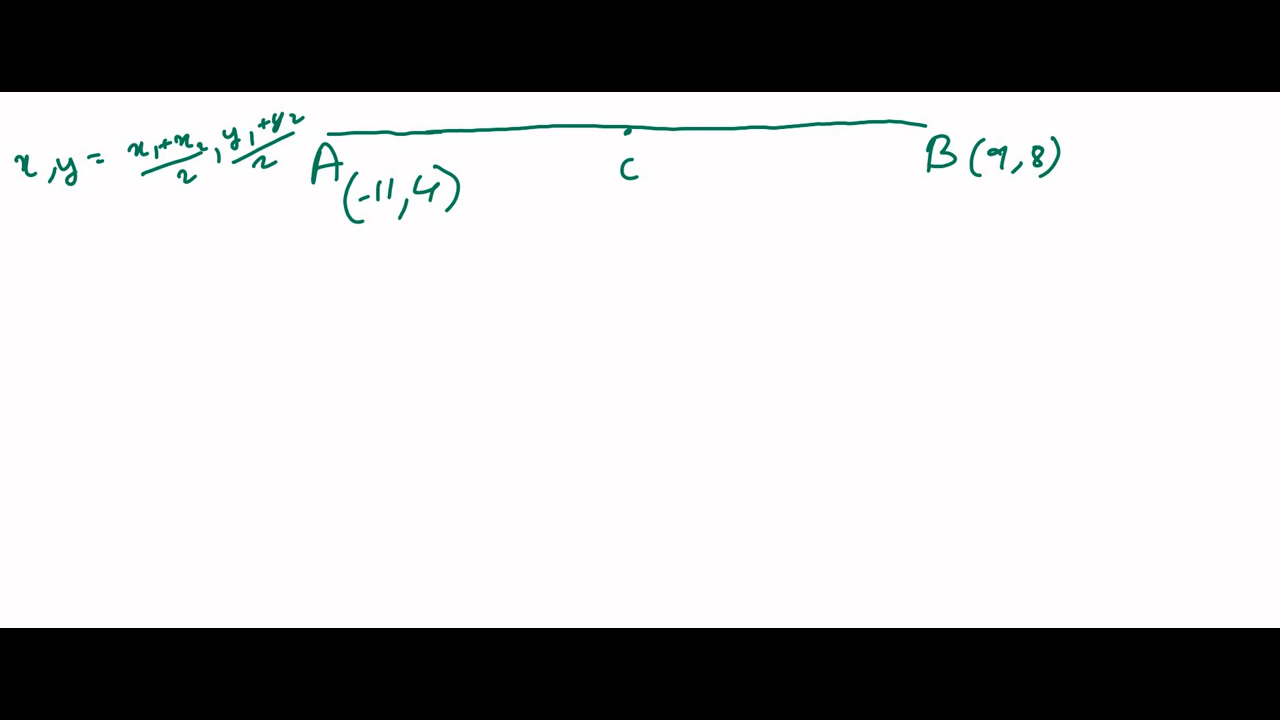 x, y = x₁+x₂/2, y₁+y₂/2
A C B (9,8)
(-11,4)